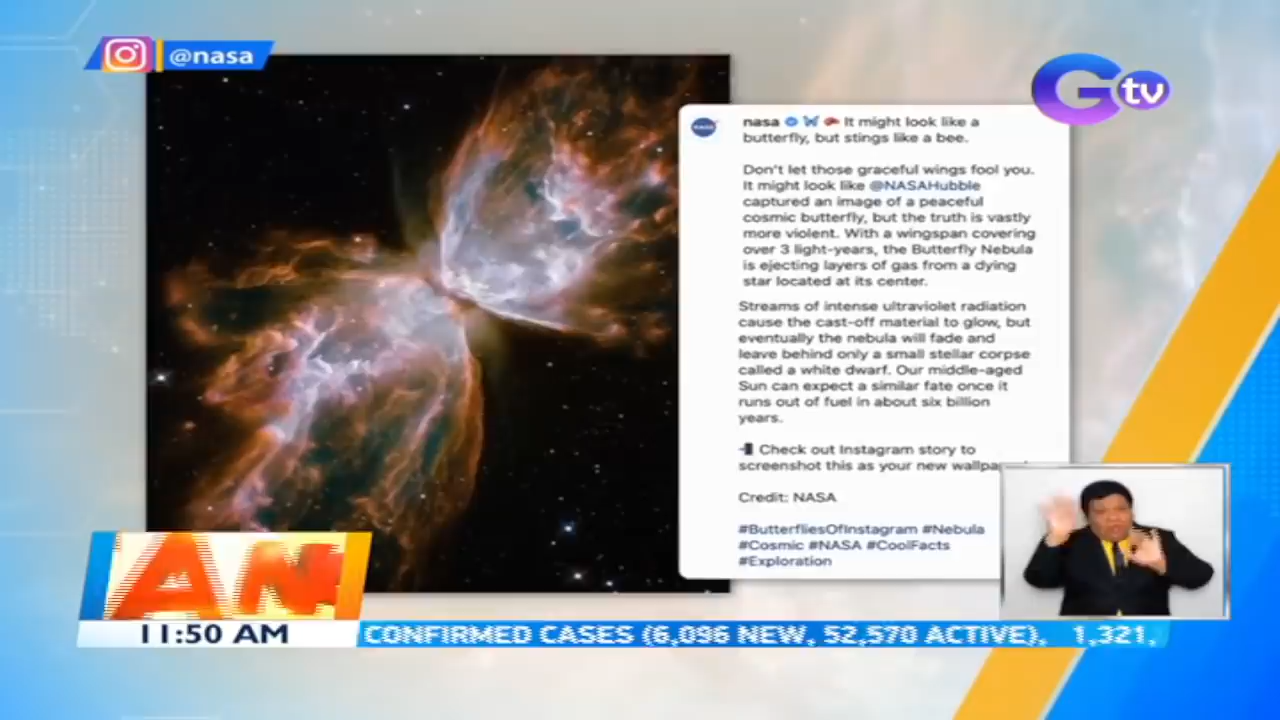 @nasa
Gtv
nasa It might look like a
butterfly, but stings like a bee.
Don't let those graceful wings fool you.
It might look like @NASAHubble
captured an image of a peaceful
cosmic butterfly, but the truth is vastly
more violent. With a wingspan covering
over 3 light-years, the Butterfly Nebula
is ejecting layers of gas from a dying
star located at its center.
Streams of intense ultraviolet radiation
cause the cast-off material to glow, but
eventually the nebula will fade and
leave behind only a small stellar corpse
called a white dwarf. Our middle-aged
Sun can expect a similar fate once it
runs out of fuel in about six billion
years.
Check out Instagram story to
screenshot this as your new
Credit: NASA
#ButterfliesOfInstagram #Nebula
#Cosmic #NASA #CoolFacts
#Exploration
AN
11:50 AM
CONFIRMED CASES (6,096 NEW, 52,570 ACTIVE), 1,321,